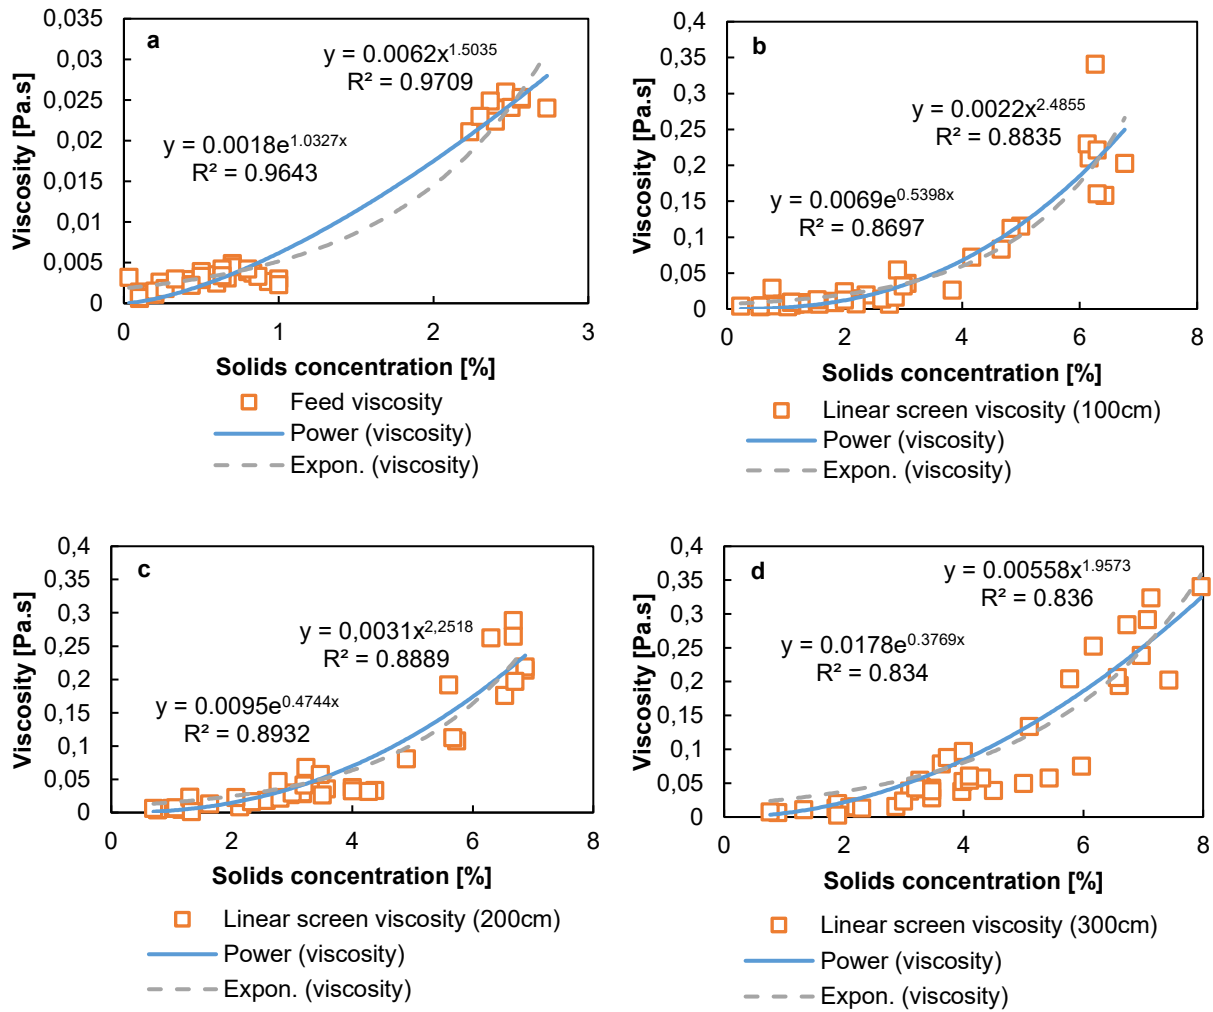 a
y = 0.0062x^1.5035
R² = 0.9709
y = 0.0018e^1.0327x
R² = 0.9643
0,035
0,03
0,025
0,02
0,015
0,01
0,005
0
Viscosity [Pa.s]
0 1 2 3
Solids concentration [%]
Feed viscosity
Power (viscosity)
Expon. (viscosity)
b
y = 0.0022x^2.4855
R² = 0.8835
y = 0.0069e^0.5398x
R² = 0.8697
0,4
0,35
0,3
0,25
0,2
0,15
0,1
0,05
0
Viscosity [Pa.s]
0 2 4 6 8
Solids concentration [%]
Linear screen viscosity (100cm)
Power (viscosity)
Expon. (viscosity)
c
y = 0,0031x^2,2518
R² = 0.8889
y = 0.0095e^0.4744x
R² = 0.8932
0,4
0,35
0,3
0,25
0,2
0,15
0,1
0,05
0
Viscosity [Pa.s]
0 2 4 6 8
Solids concentration [%]
Linear screen viscosity (200cm)
Power (viscosity)
Expon. (viscosity)
d
y = 0.00558x^1.9573
R² = 0.836
y = 0.0178e^0.3769x
R² = 0.834
0,4
0,35
0,3
0,25
0,2
0,15
0,1
0,05
0
Viscosity [Pa.s]
0 2 4 6 8
Solids concentration [%]
Linear screen viscosity (300cm)
Power (viscosity)
Expon. (viscosity)